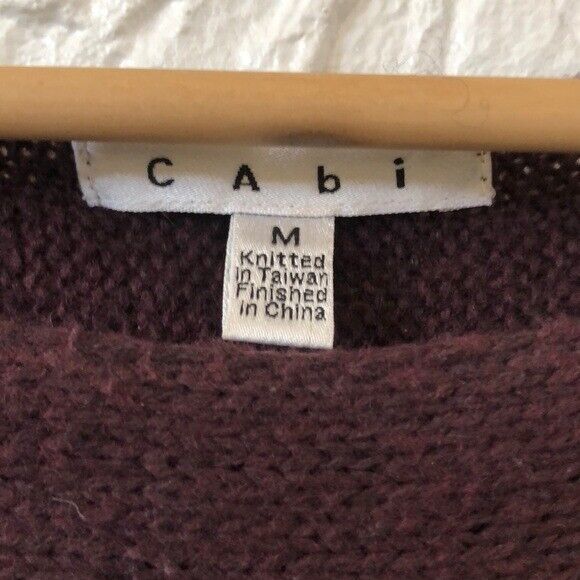 CAbi
M
Knitted
in Taiwan
Finished
in China